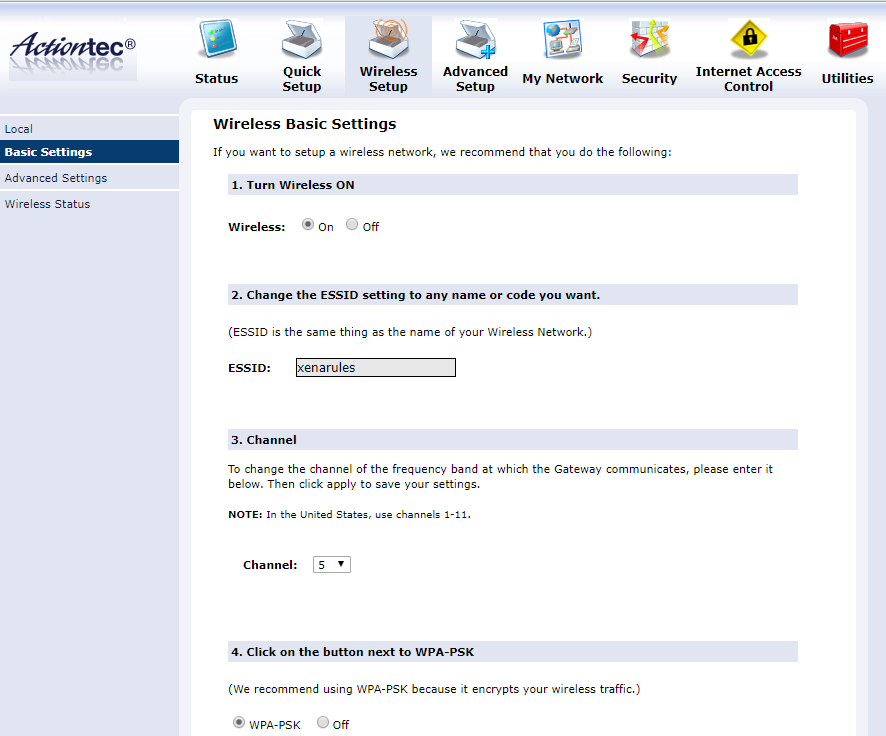 Actiontec®
Status
Quick Setup
Wireless Setup
Advanced Setup
My Network
Security
Internet Access Control
Utilities
Local
Basic Settings
Advanced Settings
Wireless Status
Wireless Basic Settings
If you want to setup a wireless network, we recommend that you do the following:
1. Turn Wireless ON
Wireless: On Off
2. Change the ESSID setting to any name or code you want.
(ESSID is the same thing as the name of your Wireless Network.)
ESSID: xenarules
3. Channel
To change the channel of the frequency band at which the Gateway communicates, please enter it
below. Then click apply to save your settings.
NOTE: In the United States, use channels 1-11.
Channel: 5
4. Click on the button next to WPA-PSK
(We recommend using WPA-PSK because it encrypts your wireless traffic.)
WPA-PSK Off